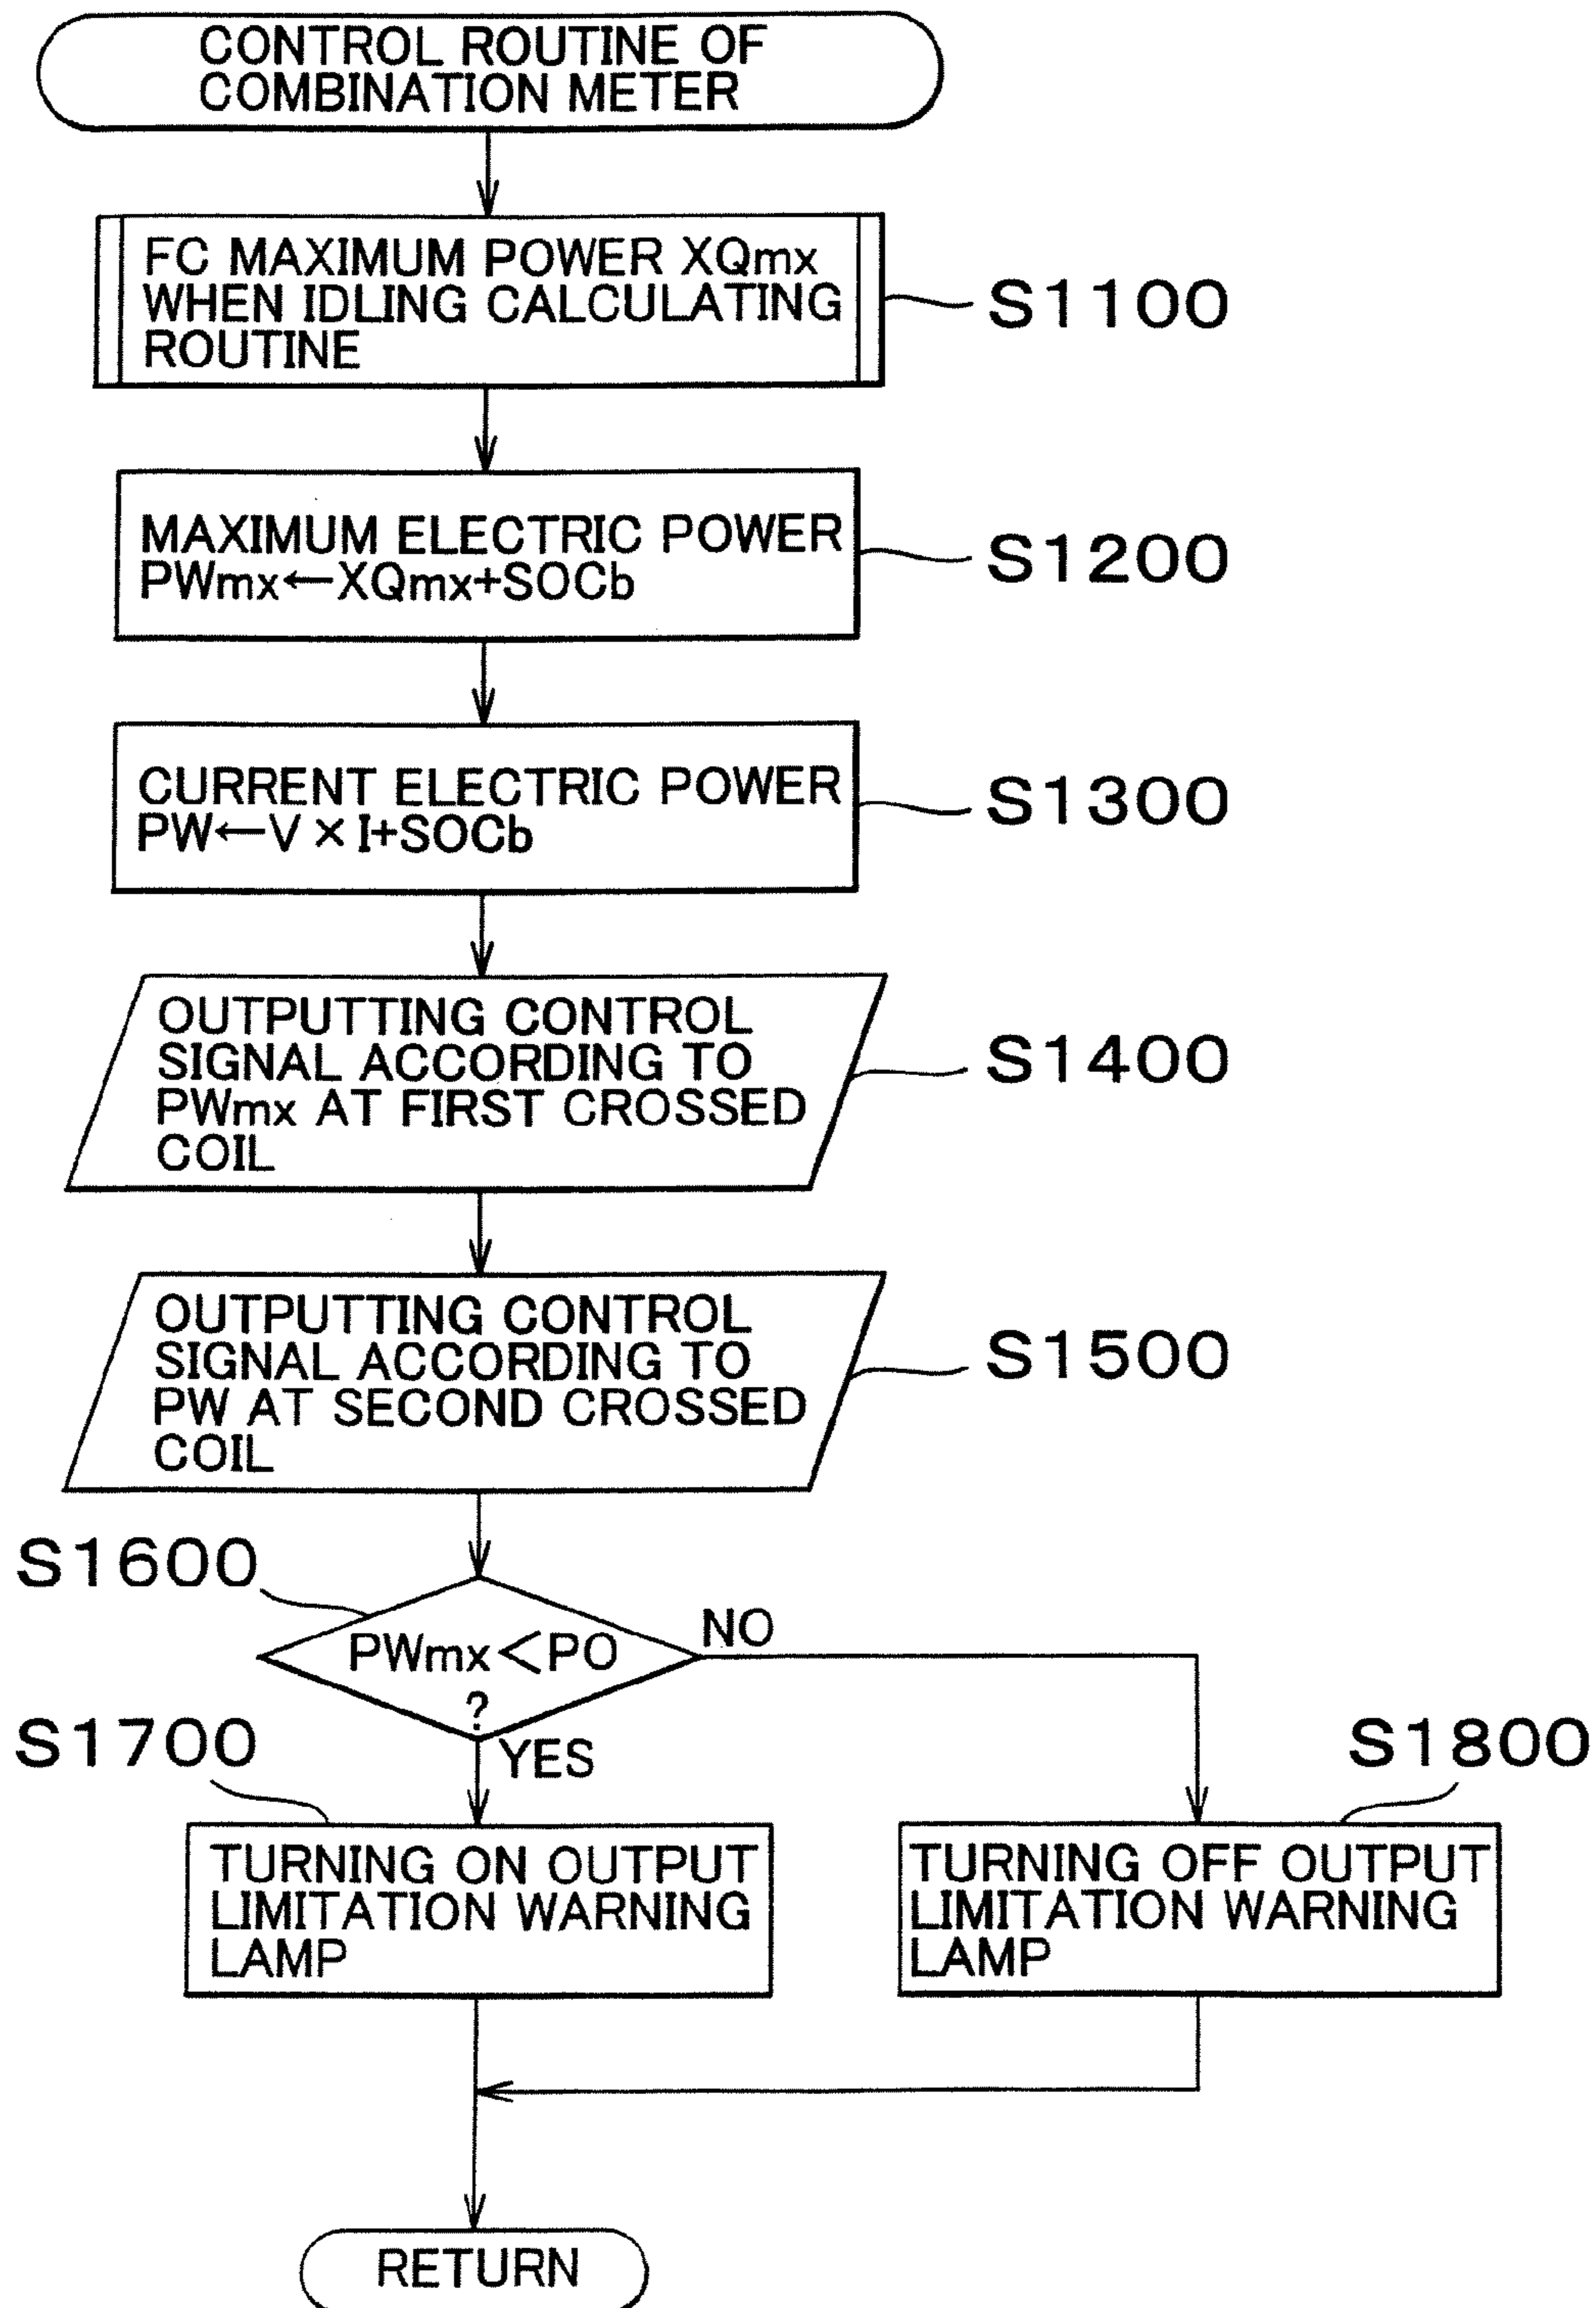 CONTROL ROUTINE OF
COMBINATION METER
FC MAXIMUM POWER XQmx
WHEN IDLING CALCULATING
ROUTINE
S1100
MAXIMUM ELECTRIC POWER
PWmx←XQmx+SOCb
S1200
CURRENT ELECTRIC POWER
PW←V×I+SOCb
S1300
OUTPUTTING CONTROL
SIGNAL ACCORDING TO
PWmx AT FIRST CROSSED
COIL
S1400
OUTPUTTING CONTROL
SIGNAL ACCORDING TO
PW AT SECOND CROSSED
COIL
S1500
S1600
PWmx<PO
?
NO
YES
S1700
TURNING ON OUTPUT
LIMITATION WARNING
LAMP
S1800
TURNING OFF OUTPUT
LIMITATION WARNING
LAMP
RETURN